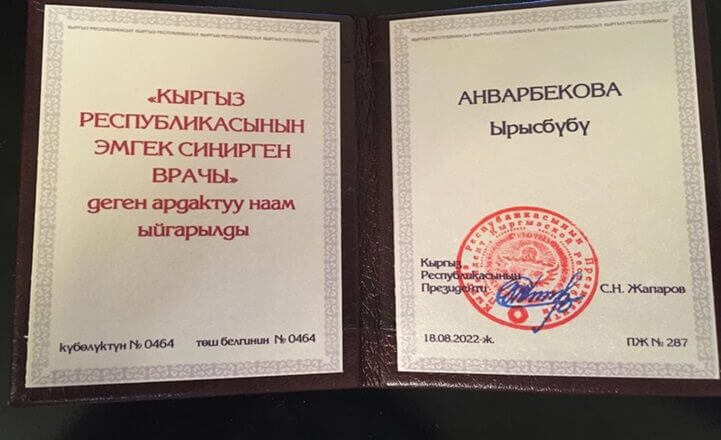 «КЫРГЫЗ
РЕСПУБЛИКАСЫНЫН
ЭМГЕК СИҢИРГЕН
ВРАЧЫ»
деген ардактуу наам
ыйгарылды
күбөлүктүн № 0464 төш белгинин № 0464
АНВАРБЕКОВА
Ырысбүбү
Кыргыз
Республикасынын
Президенти С.Н. Жапаров
18.08.2022-ж. ПЖ № 287